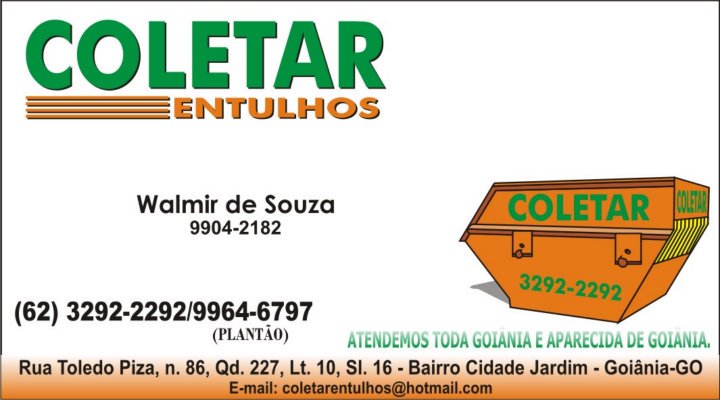 COLETAR
ENTULHOS
Walmir de Souza
9904-2182
COLETAR
COLETAR
3292-2292
(62) 3292-2292/9964-6797
(PLANTÃO)
ATENDEMOS TODA GOIÂNIA E APARECIDA DE GOIÂNIA.
Rua Toledo Piza, n. 86, Qd. 227, Lt. 10, Sl. 16 - Bairro Cidade Jardim - Goiânia-GO
E-mail: coletarentulhos@hotmail.com